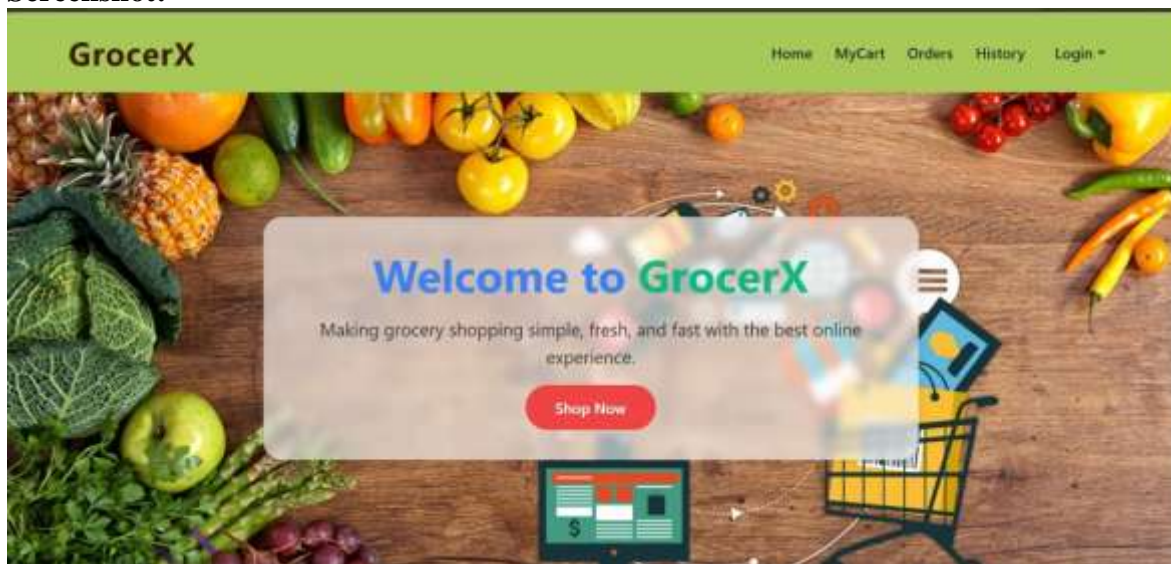 GrocerX
Home MyCart Orders History Login
Welcome to GrocerX
Making grocery shopping simple, fresh, and fast with the best online
experience.
Shop Now
$